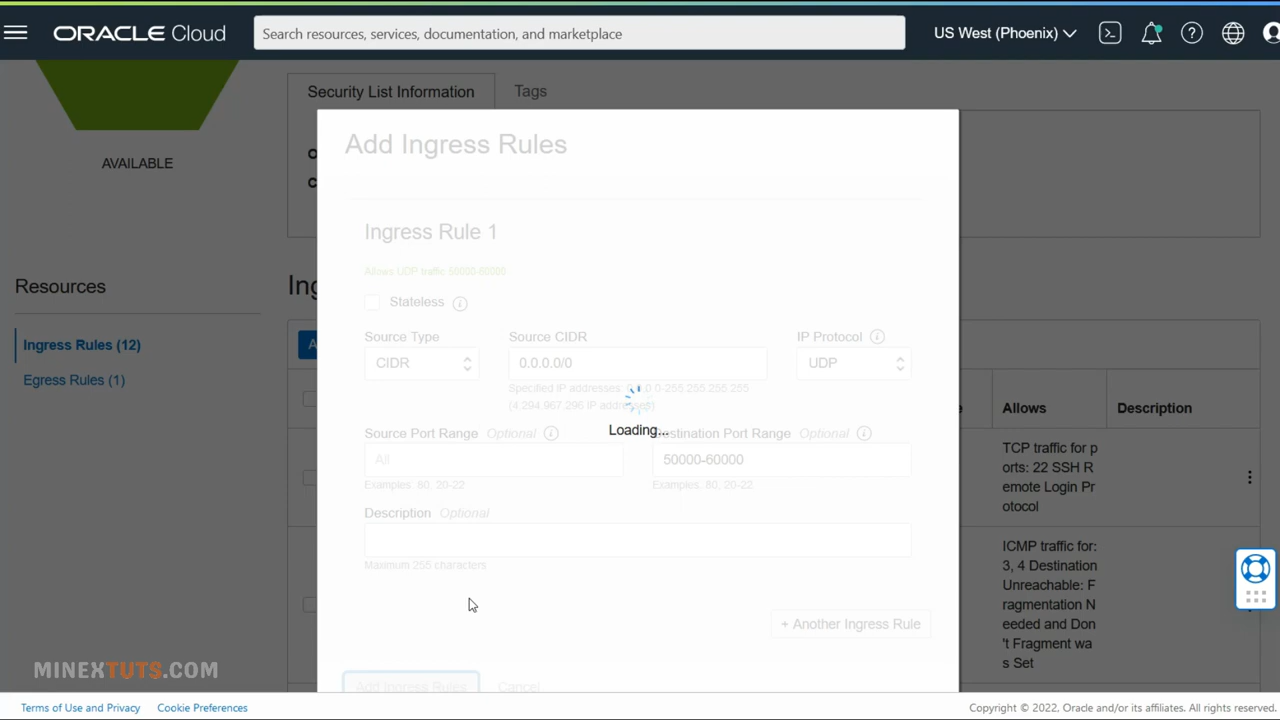 ORACLE Cloud
Search resources, services, documentation, and marketplace
US West (Phoenix)
Security List Information
Tags
AVAILABLE
Add Ingress Rules
Ingress Rule 1
Allows UDP traffic 50000-60000
Stateless
Source Type
Source CIDR
IP Protocol
CIDR
0.0.0.0/0
UDP
Specified IP addresses: 0.0.0.0-255.255.255.255
(4,294,967,296 IP addresses)
Loading...
Source Port Range Optional
Destination Port Range Optional
All
50000-60000
Examples: 80, 20-22
Examples: 80, 20-22
Description Optional
Maximum 255 characters
+ Another Ingress Rule
Add Ingress Rules
Cancel
Resources
Ing
Ingress Rules (12)
Egress Rules (1)
Allows
Description
TCP traffic for p
orts: 22 SSH R
emote Login Pr
otocol
ICMP traffic for:
3, 4 Destination
Unreachable: F
ragmentation N
eeded and Don
't Fragment wa
s Set
MINEXTUTS.COM
Terms of Use and Privacy
Cookie Preferences
Copyright © 2022, Oracle and/or its affiliates. All rights reserved.